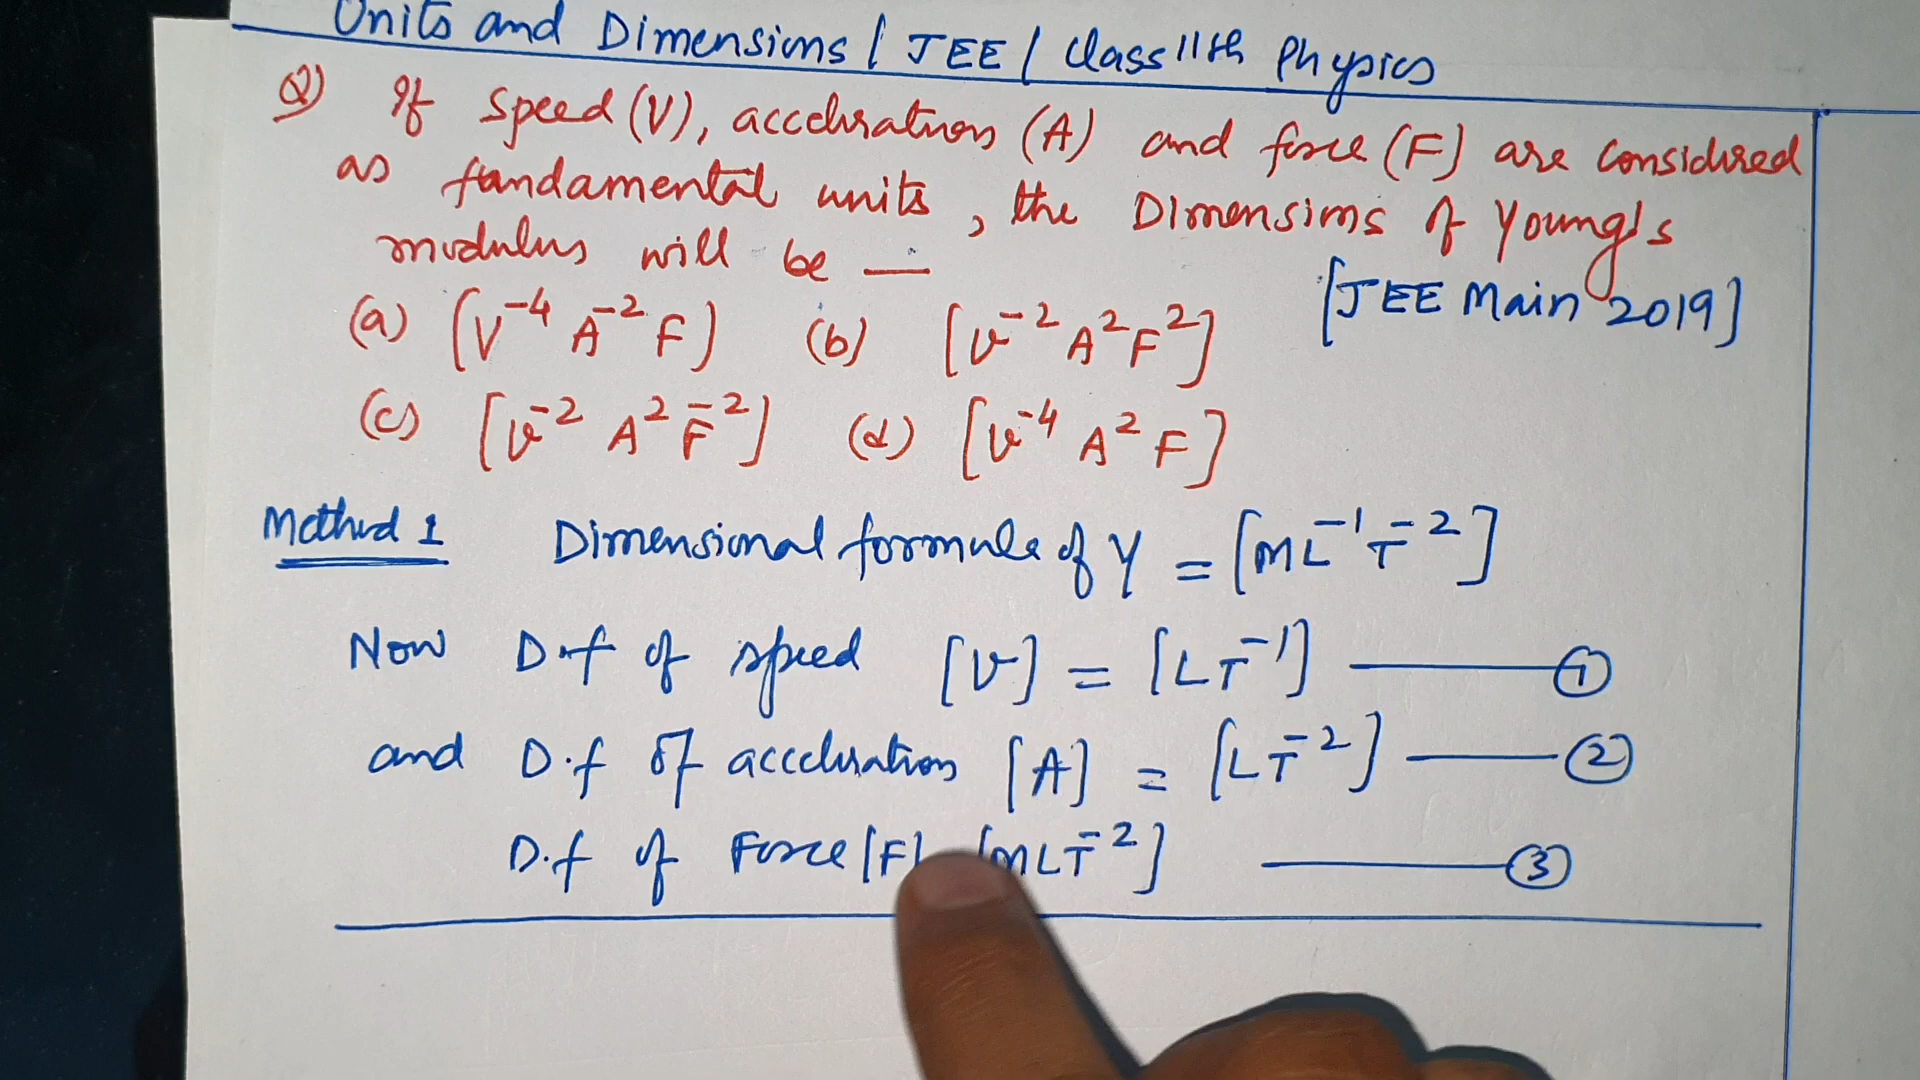 Units and Dimensions / JEE / Class 11th Physics
Q) If speed (V), acceleration (A) and force (F) are considered
as fundamental units, the Dimensions of Young's
modulus will be —
[JEE Main 2019]
(a) [V⁻⁴ A⁻² F] (b) [V⁻² A² F²]
(c) [V⁻² A² F⁻²] (d) [V⁻⁴ A² F]
Method 1 Dimensional formula of Y = [ML⁻¹T⁻²]
Now D.f of speed [V] = [LT⁻¹] —— ①
and D.f of acceleration [A] = [LT⁻²] —— ②
D.f of Force [F] [MLT⁻²] —— ③